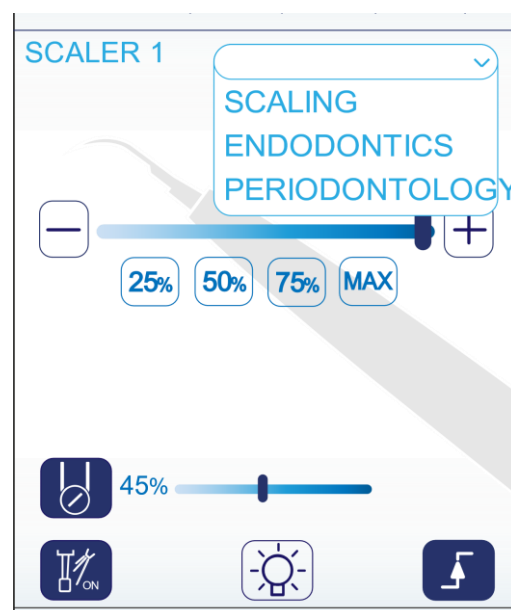 SCALER 1
SCALING
ENDODONTICS
PERIODONTOLOGY
25%
50%
75%
MAX
45%
ON